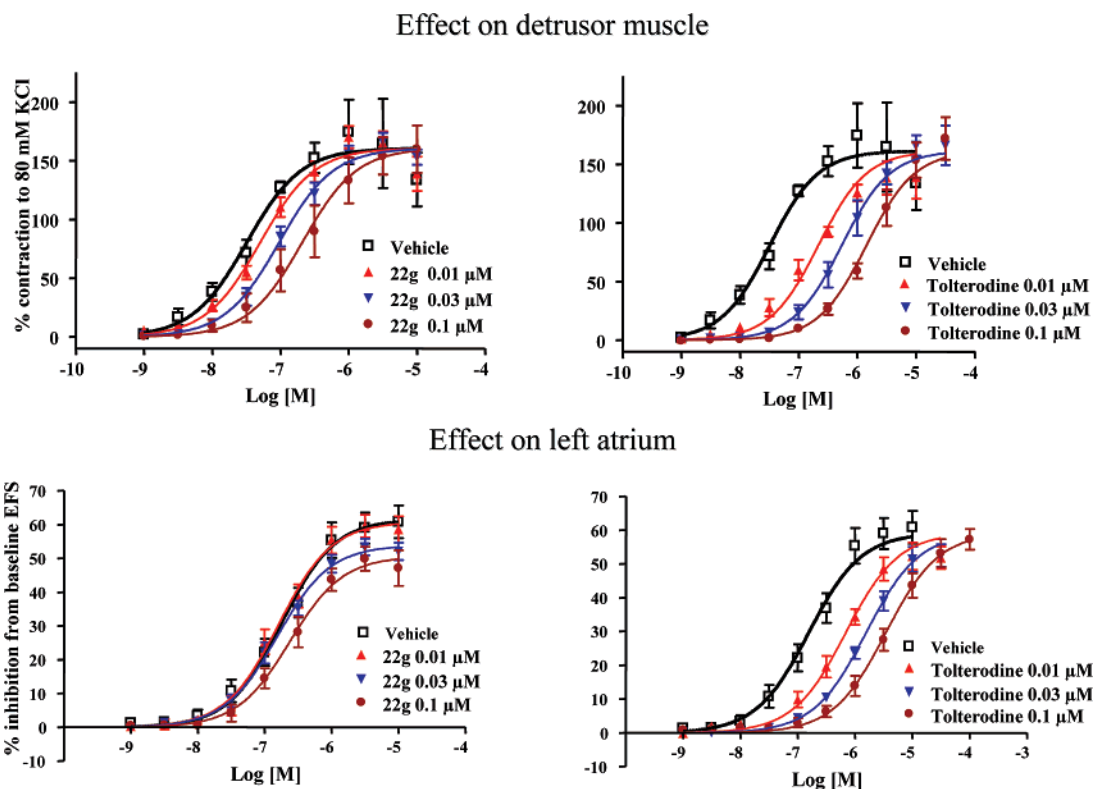 Effect on detrusor muscle
% contraction to 80 mM KCl
200
150
100
50
0
-10 -9 -8 -7 -6 -5 -4
Log [M]
Vehicle
22g 0.01 µM
22g 0.03 µM
22g 0.1 µM
200
150
100
50
0
-10 -9 -8 -7 -6 -5 -4
Log [M]
Vehicle
Tolterodine 0.01 µM
Tolterodine 0.03 µM
Tolterodine 0.1 µM
Effect on left atrium
% inhibition from baseline EFS
70
60
50
40
30
20
10
0
-10
-9 -8 -7 -6 -5 -4
Log [M]
Vehicle
22g 0.01 µM
22g 0.03 µM
22g 0.1 µM
70
60
50
40
30
20
10
0
-10
-9 -8 -7 -6 -5 -4 -3
Log [M]
Vehicle
Tolterodine 0.01 µM
Tolterodine 0.03 µM
Tolterodine 0.1 µM